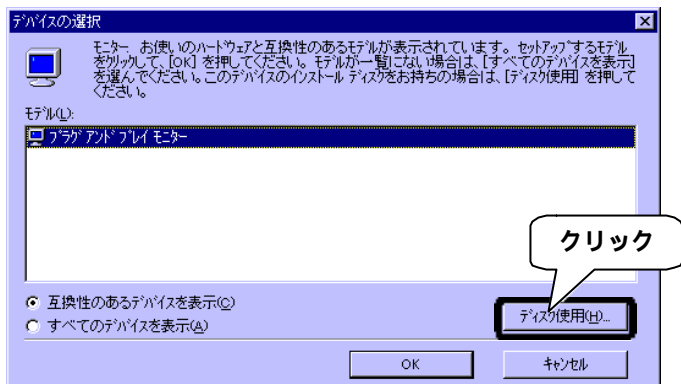 デバイスの選択
モニター お使いのハードウェアと互換性のあるモデルが表示されています。セットアップするモデル
をクリックして、[OK] を押してください。モデルが一覧にない場合は、[すべてのデバイスを表示]
を選んでください。このデバイスのインストール ディスクをお持ちの場合は、[ディスク使用] を押して
ください。
モデル(L):
プラグ アンド プレイ モニター
クリック
互換性のあるデバイスを表示(C)
すべてのデバイスを表示(A)
ディスク使用(H)...
OK
キャンセル